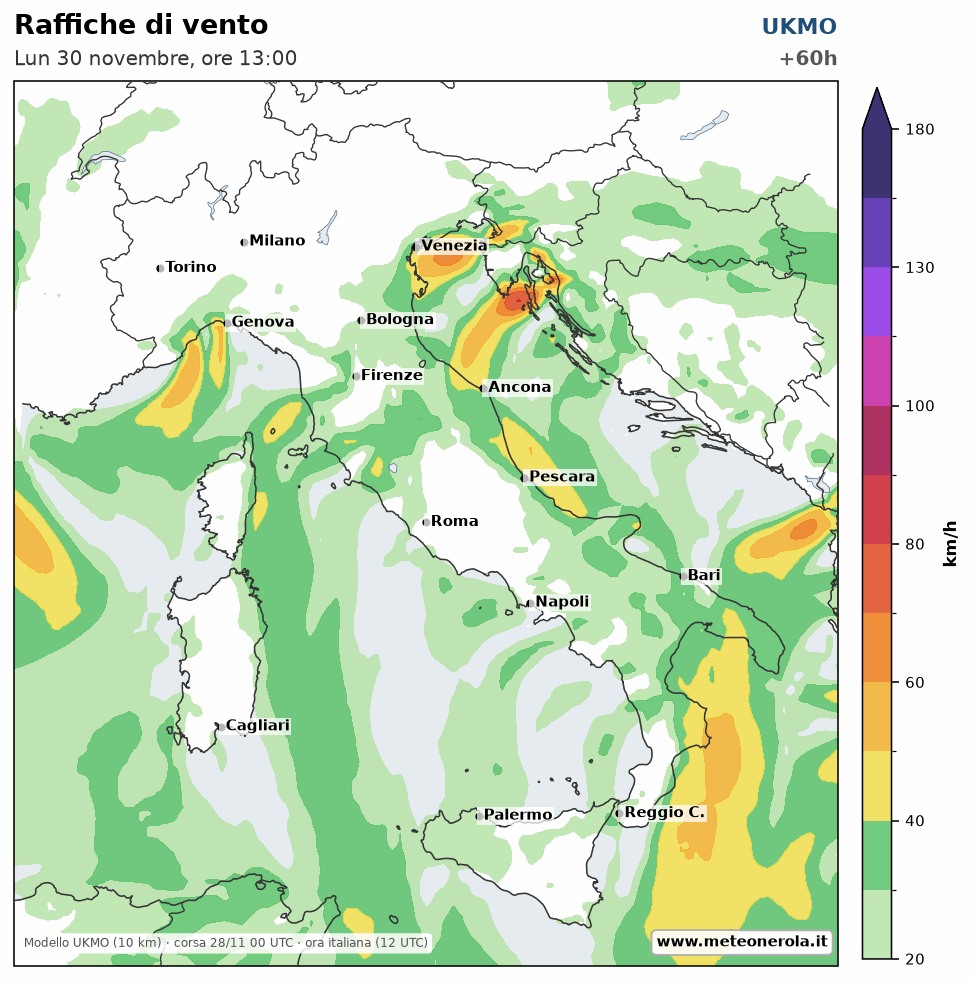 Raffiche di vento
UKMO
Lun 30 novembre, ore 13:00
+60h
180
130
100
80
60
40
20
km/h
Milano
Venezia
Torino
Genova
Bologna
Firenze
Ancona
Pescara
Roma
Bari
Napoli
Cagliari
Palermo
Reggio C.
Modello UKMO (10 km) · corsa 28/11 00 UTC · ora italiana (12 UTC)
www.meteonerola.it